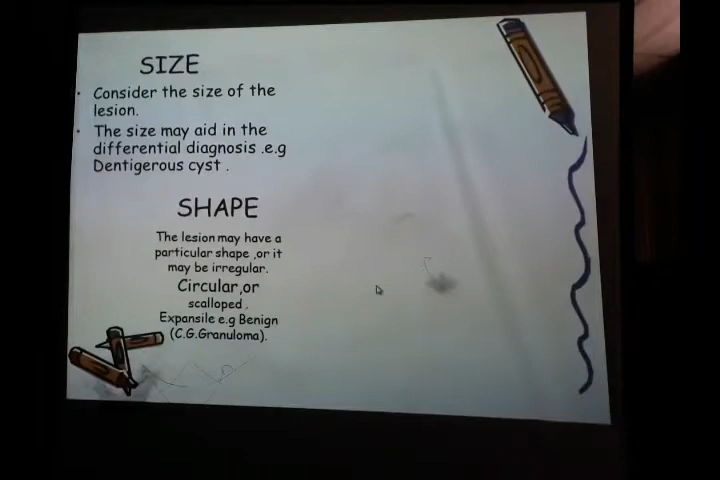 SIZE
• Consider the size of the
lesion.
• The size may aid in the
differential diagnosis .e.g
Dentigerous cyst .
SHAPE
The lesion may have a
particular shape ,or it
may be irregular.
Circular,or
scalloped .
Expansile e.g Benign
(C.G.Granuloma).